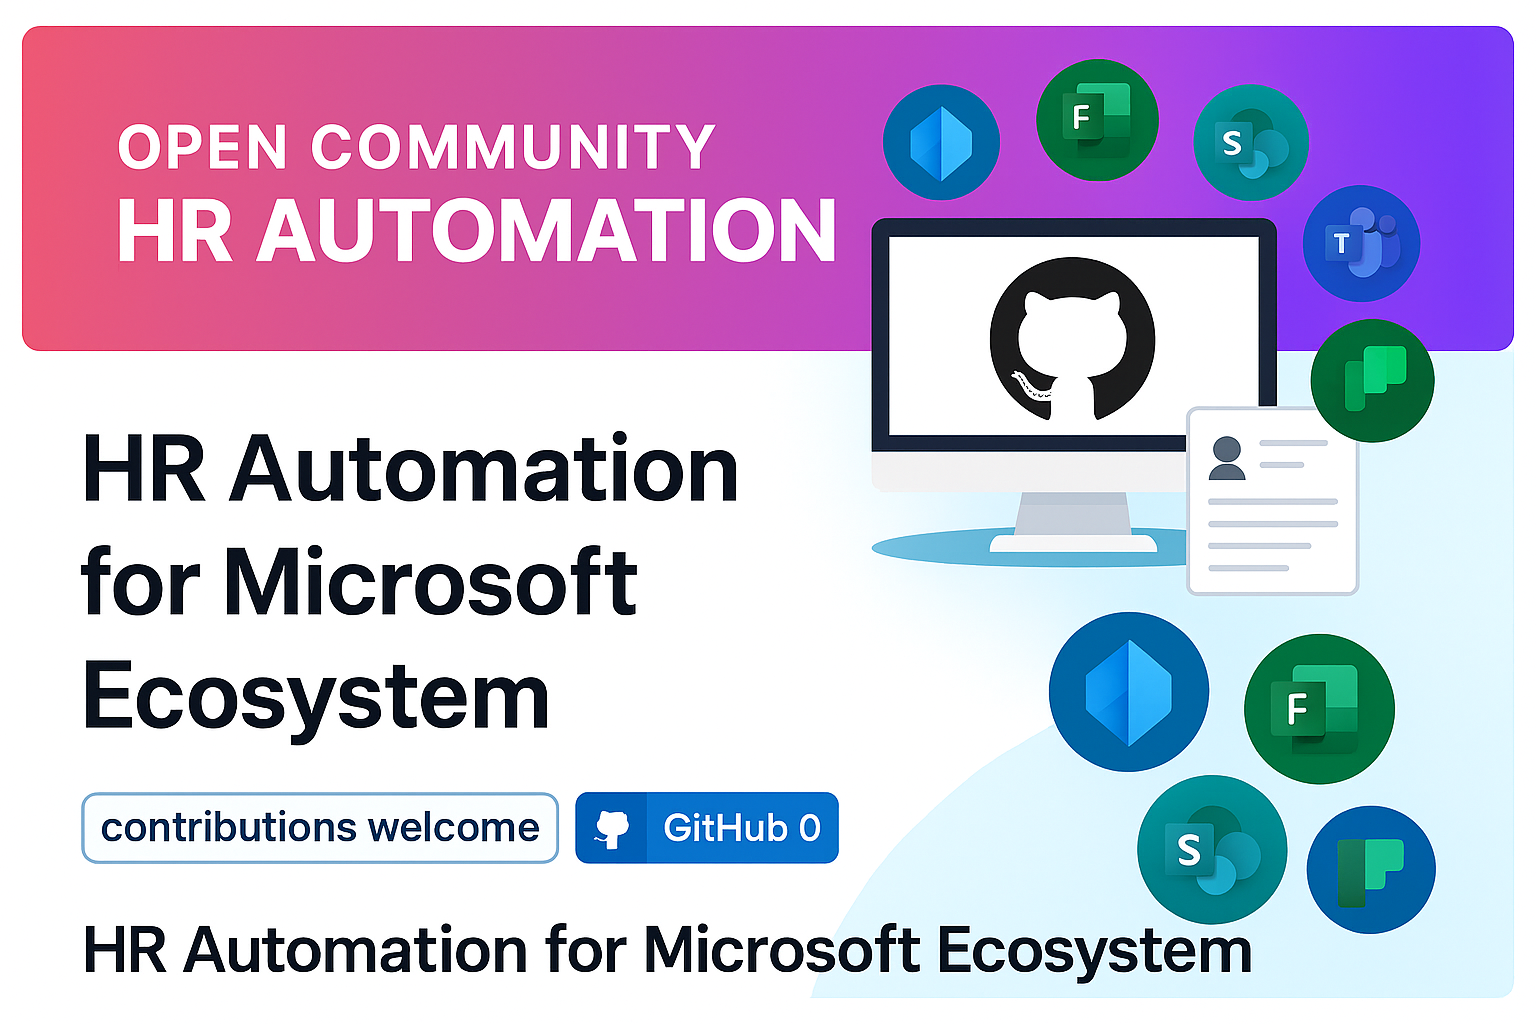 OPEN COMMUNITY
HR AUTOMATION
F
S
T
HR Automation
for Microsoft
Ecosystem
F
contributions welcome
GitHub 0
S
HR Automation for Microsoft Ecosystem